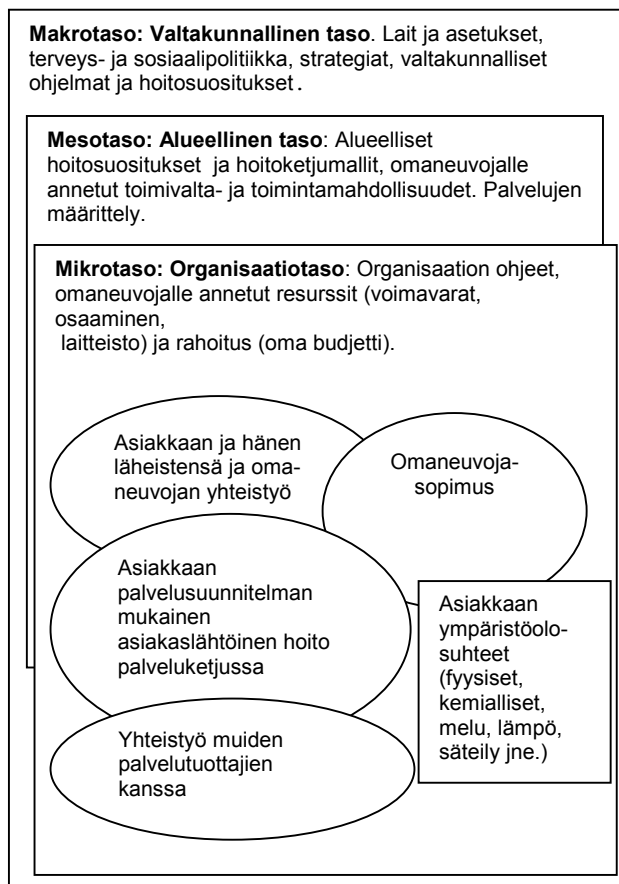 Makrotaso: Valtakunnallinen taso. Lait ja asetukset,
terveys- ja sosiaalipolitiikka, strategiat, valtakunnalliset
ohjelmat ja hoitosuositukset.
Mesotaso: Alueellinen taso: Alueelliset
hoitosuositukset ja hoitoketjumallit, omaneuvojalle
annetut toimivalta- ja toimintamahdollisuudet. Palvelujen
määrittely.
Mikrotaso: Organisaatiotaso: Organisaation ohjeet,
omaneuvojalle annetut resurssit (voimavarat,
osaaminen,
laitteisto) ja rahoitus (oma budjetti).
Asiakkaan ja hänen
läheistensä ja oma-
neuvojan yhteistyö
Omaneuvoja-
sopimus
Asiakkaan
palvelusuunnitelman
mukainen
asiakaslähtöinen hoito
palveluketjussa
Asiakkaan
ympäristöolo-
suhteet
(fyysiset,
kemialliset,
melu, lämpö,
säteily jne.)
Yhteistyö muiden
palvelutuottajien
kanssa